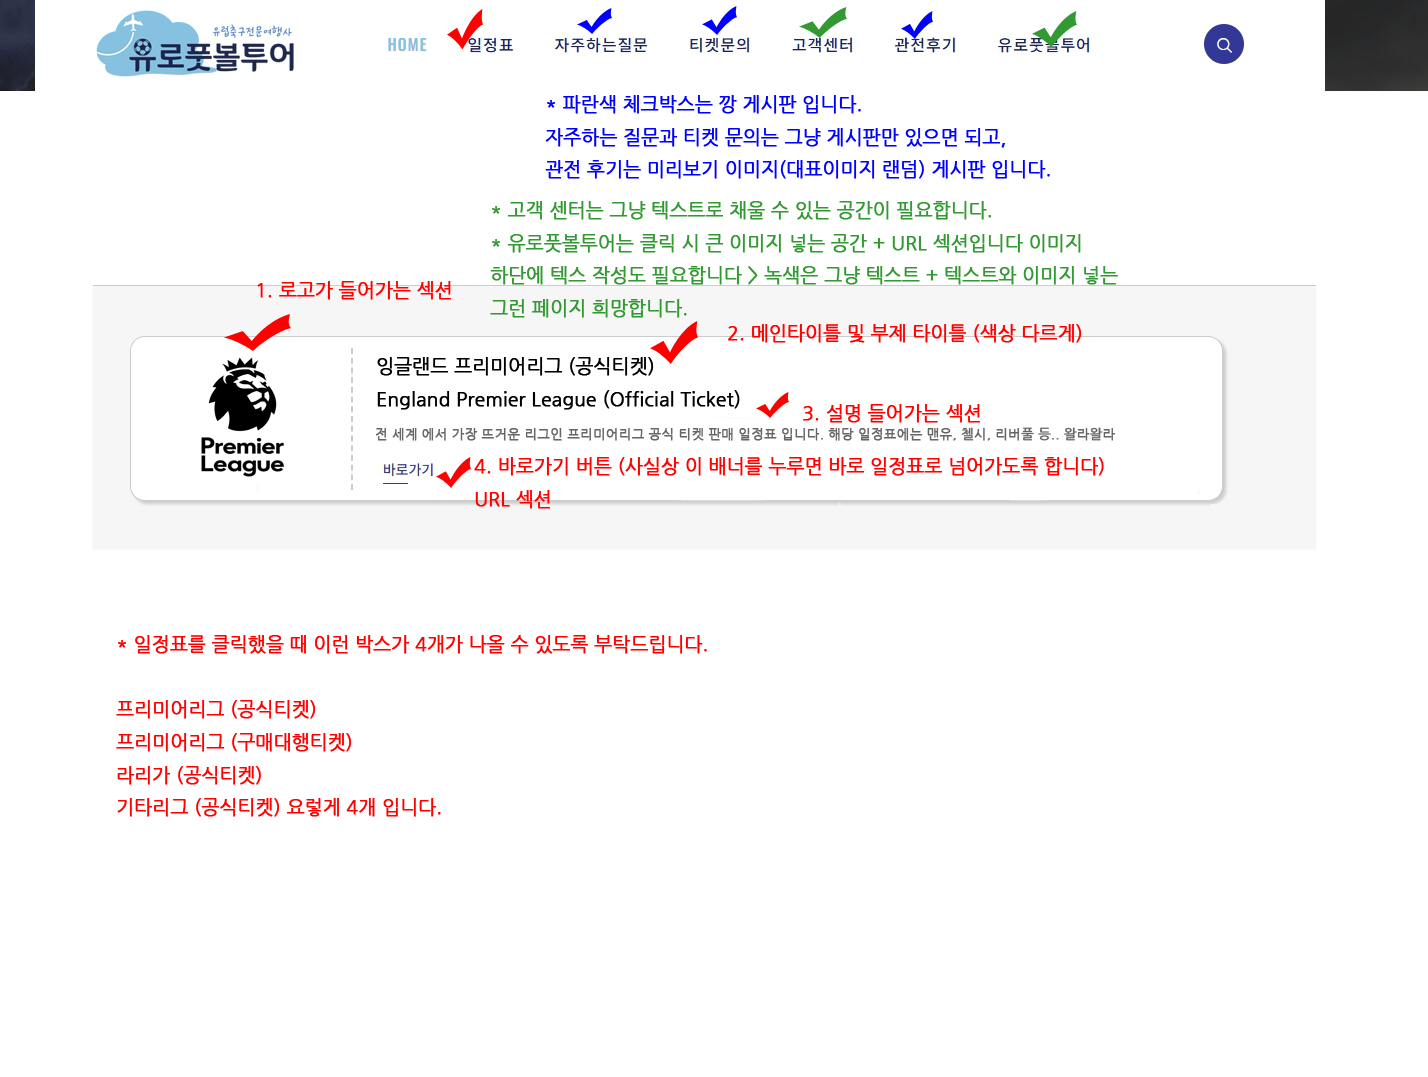 유럽축구전문여행사
유로풋볼투어
HOME 일정표 자주하는질문 티켓문의 고객센터 관전후기 유로풋볼투어
* 파란색 체크박스는 깡 게시판 입니다.
자주하는 질문과 티켓 문의는 그냥 게시판만 있으면 되고,
관전 후기는 미리보기 이미지(대표이미지 랜덤) 게시판 입니다.
* 고객 센터는 그냥 텍스트로 채울 수 있는 공간이 필요합니다.
* 유로풋볼투어는 클릭 시 큰 이미지 넣는 공간 + URL 섹션입니다 이미지
하단에 텍스 작성도 필요합니다 > 녹색은 그냥 텍스트 + 텍스트와 이미지 넣는
그런 페이지 희망합니다.
1. 로고가 들어가는 섹션
2. 메인타이틀 및 부제 타이틀 (색상 다르게)
Premier
League
잉글랜드 프리미어리그 (공식티켓)
England Premier League (Official Ticket)
3. 설명 들어가는 섹션
전 세계 에서 가장 뜨거운 리그인 프리미어리그 공식 티켓 판매 일정표 입니다. 해당 일정표에는 맨유, 첼시, 리버풀 등.. 왈라왈라
바로가기
4. 바로가기 버튼 (사실상 이 배너를 누루면 바로 일정표로 넘어가도록 합니다)
URL 섹션
* 일정표를 클릭했을 때 이런 박스가 4개가 나올 수 있도록 부탁드립니다.
프리미어리그 (공식티켓)
프리미어리그 (구매대행티켓)
라리가 (공식티켓)
기타리그 (공식티켓) 요렇게 4개 입니다.